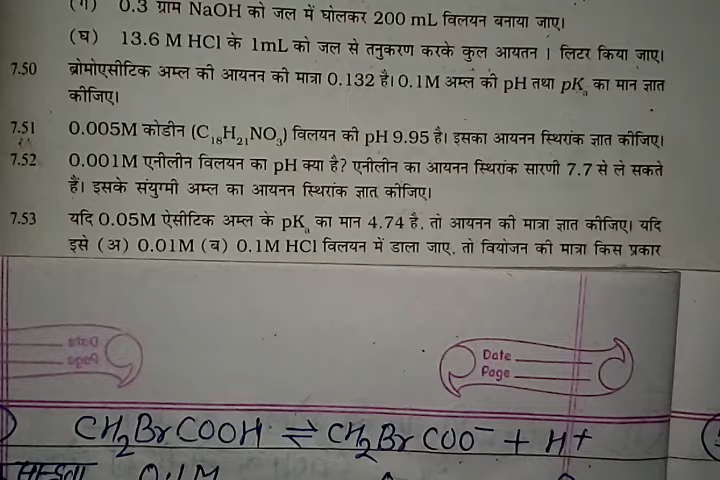 (ग) 0.3 ग्राम NaOH को जल में घोलकर 200 mL विलयन बनाया जाए।
(घ) 13.6 M HCl के 1mL को जल से तनुकरण करके कुल आयतन 1 लिटर किया जाए।
7.50 ब्रोमोएसीटिक अम्ल की आयनन की मात्रा 0.132 है। 0.1M अम्ल की pH तथा pKₐ का मान ज्ञात
कीजिए।
7.51 0.005M कोडीन (C₁₈H₂₁NO₃) विलयन की pH 9.95 है। इसका आयनन स्थिरांक ज्ञात कीजिए।
7.52 0.001M एनीलीन विलयन का pH क्या है? एनीलीन का आयनन स्थिरांक सारणी 7.7 से ले सकते
हैं। इसके संयुग्मी अम्ल का आयनन स्थिरांक ज्ञात कीजिए।
7.53 यदि 0.05M ऐसीटिक अम्ल के pKₐ का मान 4.74 है, तो आयनन की मात्रा ज्ञात कीजिए। यदि
इसे (अ) 0.01M (ब) 0.1M HCl विलयन में डाला जाए, तो वियोजन की मात्रा किस प्रकार
Date
Page
Date
Page
CH₂BrCOOH ⇌ CH₂BrCOO⁻ + H+
0.1M